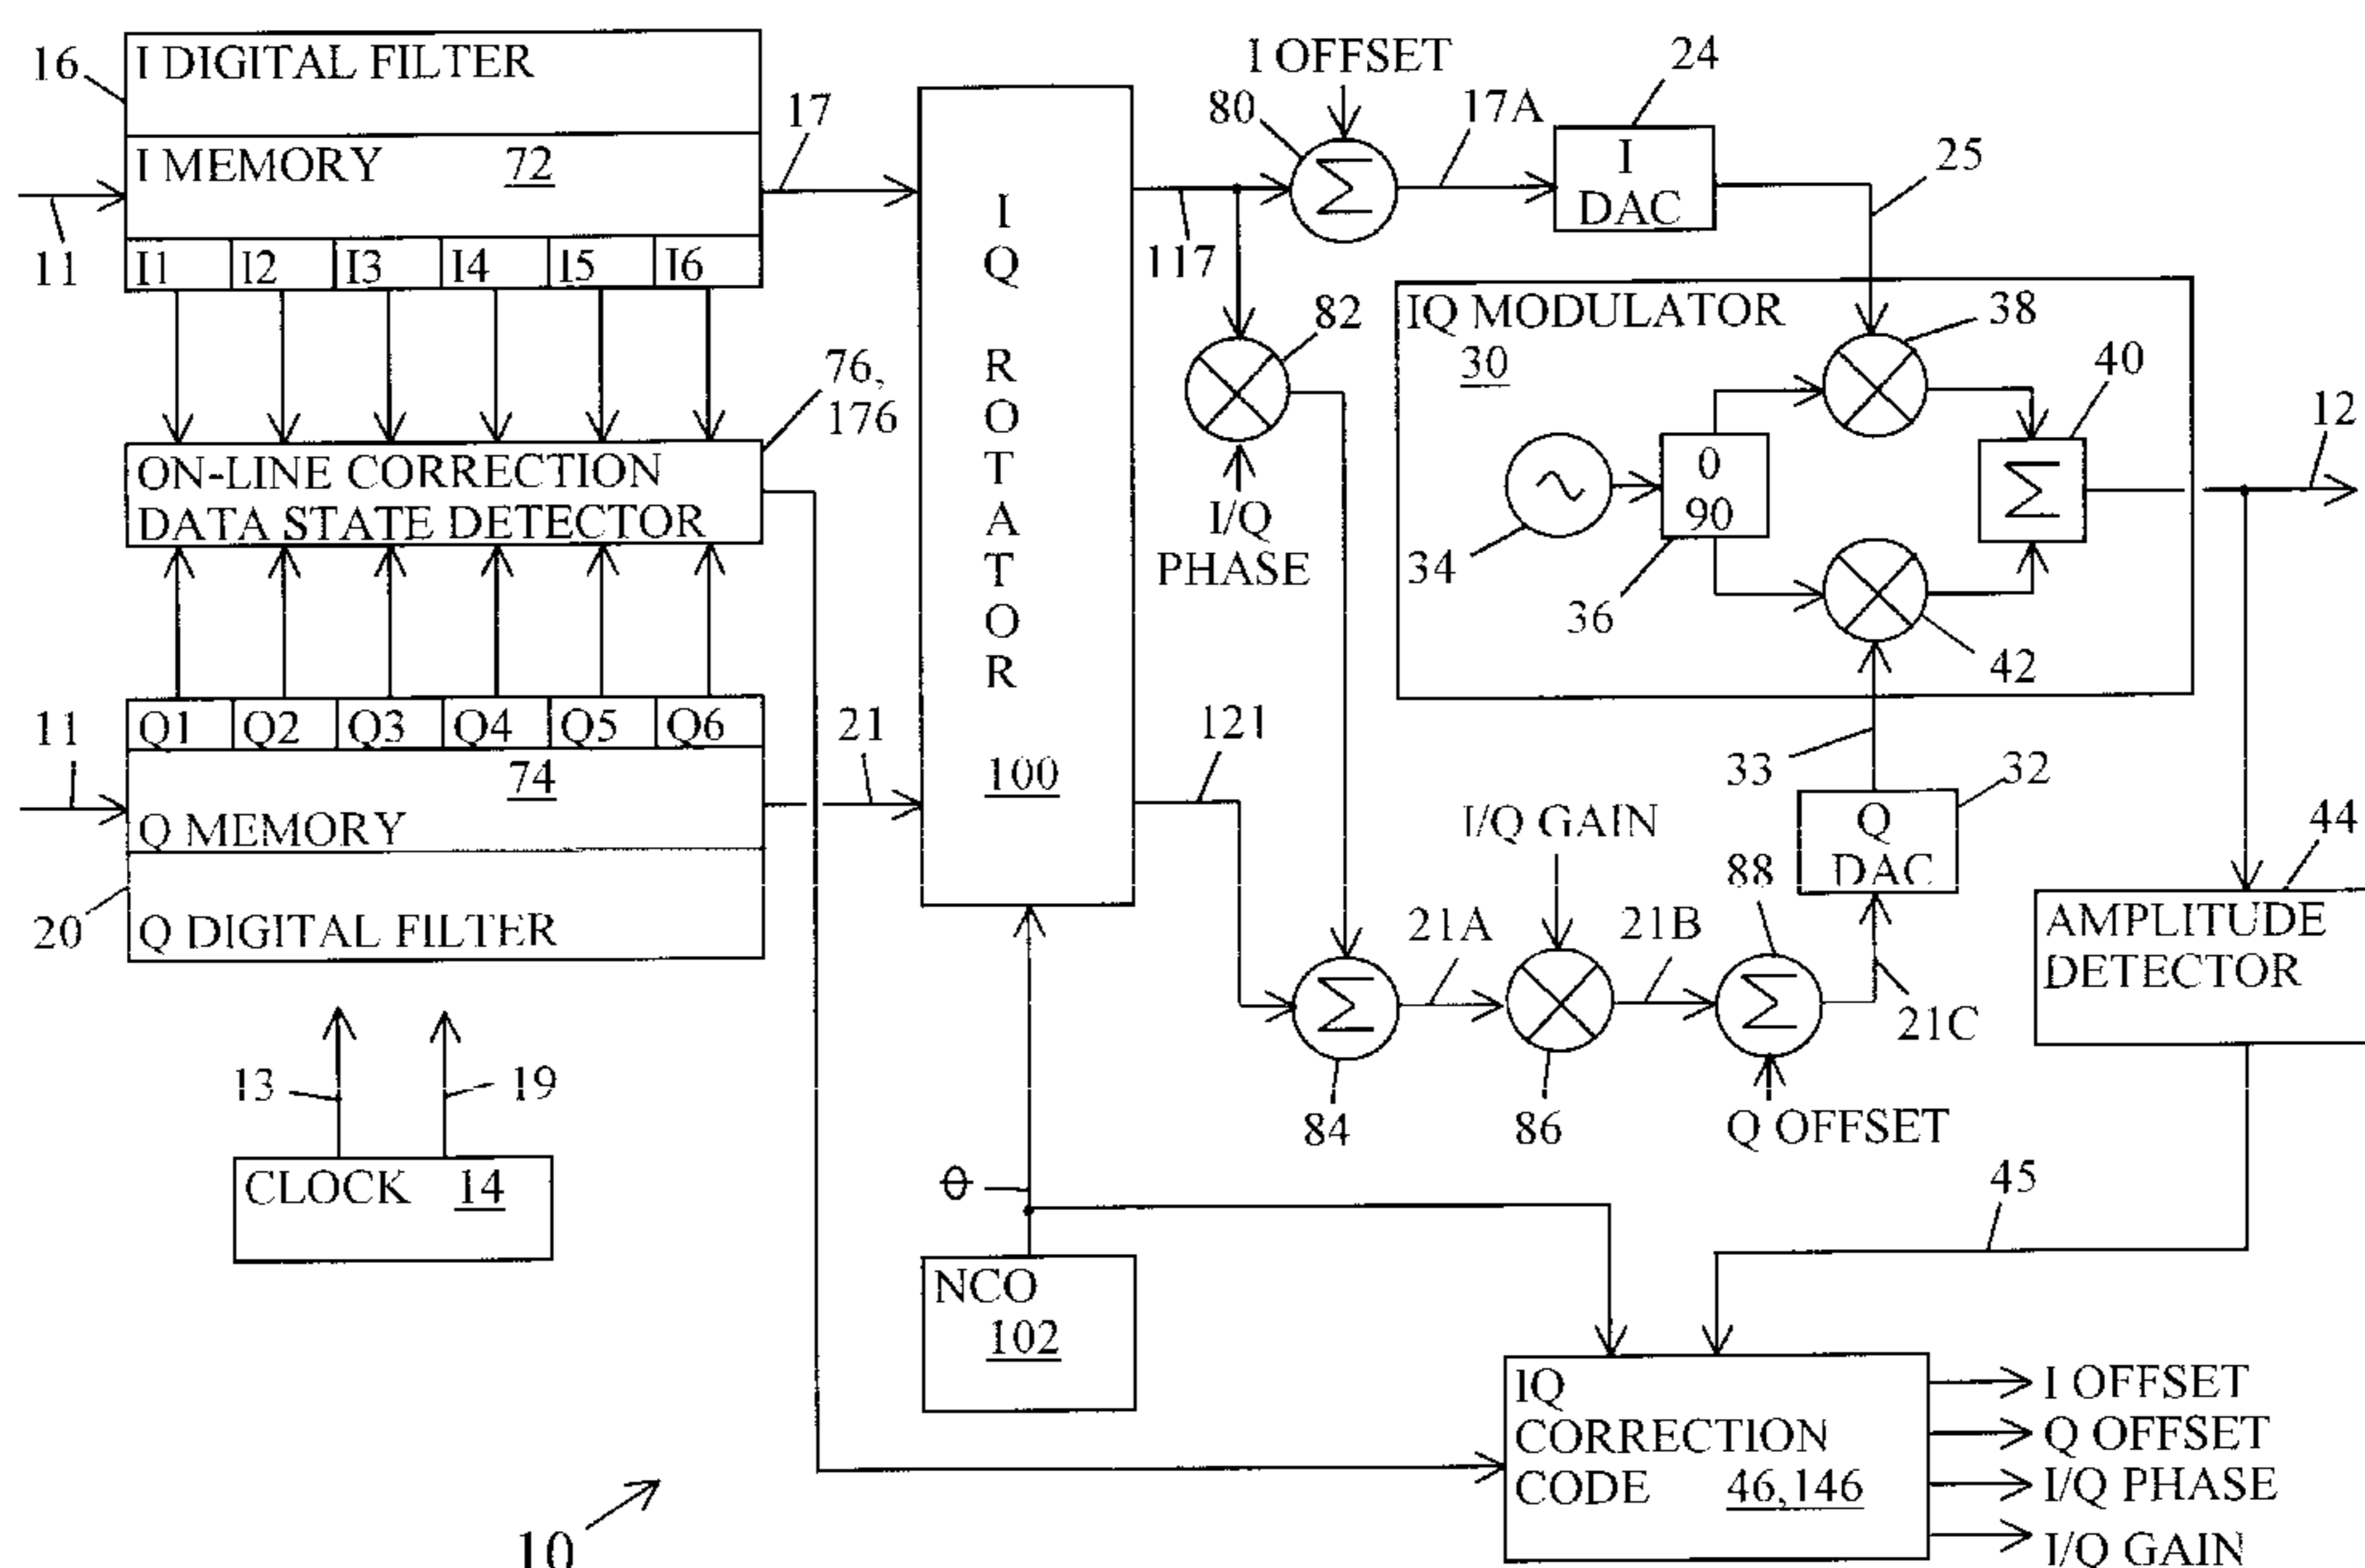 16
I DIGITAL FILTER
I MEMORY 72
11
I1 I2 I3 I4 I5 I6
17
76,
176
ON-LINE CORRECTION
DATA STATE DETECTOR
Q1 Q2 Q3 Q4 Q5 Q6
11
74
Q MEMORY
Q DIGITAL FILTER
20
21
13
19
CLOCK 14
10
I
Q
R
O
T
A
T
O
R
100
θ
NCO
102
117
121
I OFFSET
80
17A
24
I
DAC
25
82
I/Q
PHASE
IQ MODULATOR
30
38
40
12
0
90
34
36
42
33
32
Q
DAC
I/Q GAIN
88
21A
21B
21C
84
86
Q OFFSET
44
AMPLITUDE
DETECTOR
45
IQ
CORRECTION
CODE 46,146
I OFFSET
Q OFFSET
I/Q PHASE
I/Q GAIN